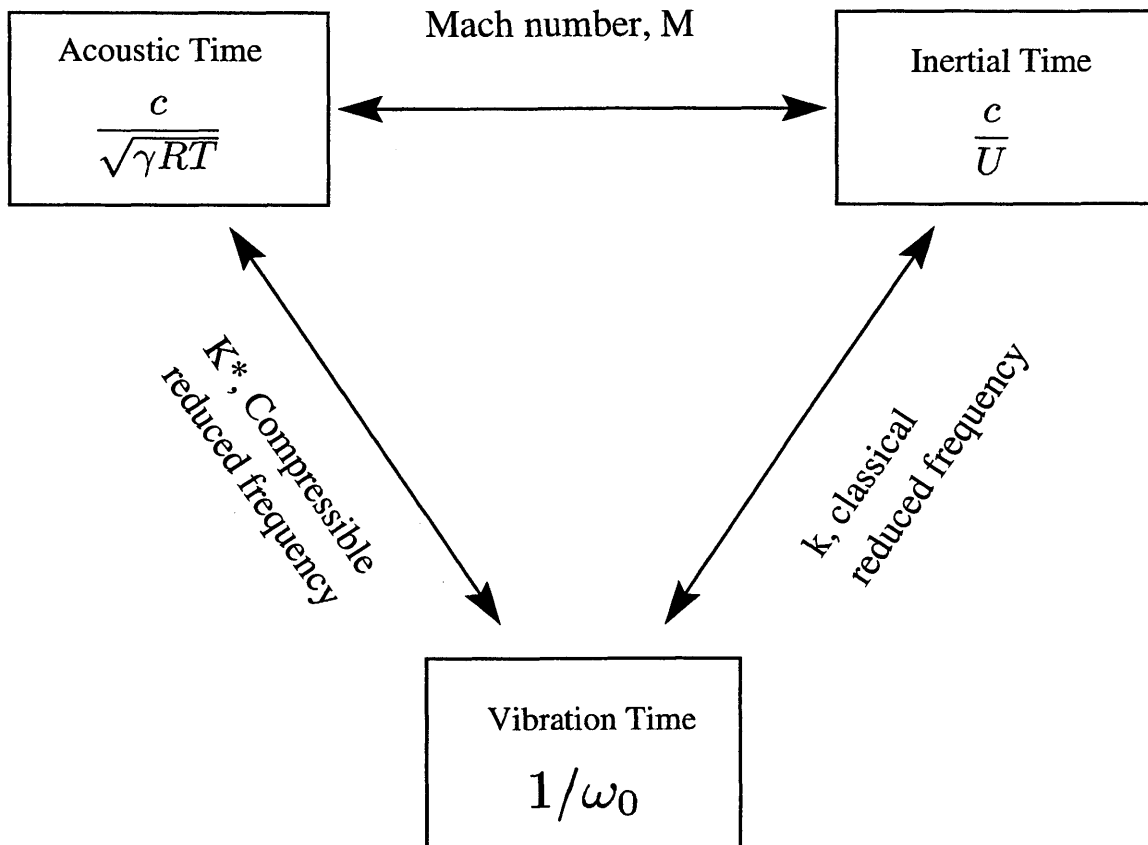 Mach number, M
Acoustic Time
c
√γRT
Inertial Time
c
U
K*, Compressible
reduced frequency
k, classical
reduced frequency
Vibration Time
1/ω₀